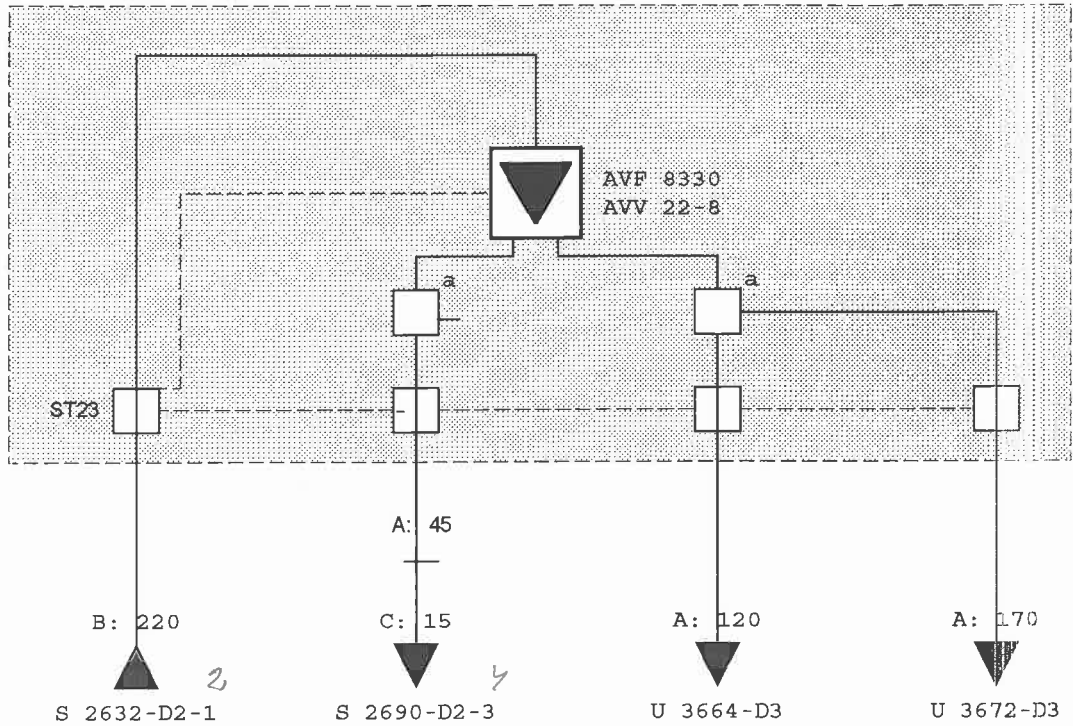 AVF 8330
AVV 22-8
a
a
ST23
A: 45
B: 220
C: 15
A: 120
A: 170
2
S 2632-D2-1
S 2690-D2-3
U 3664-D3
U 3672-D3